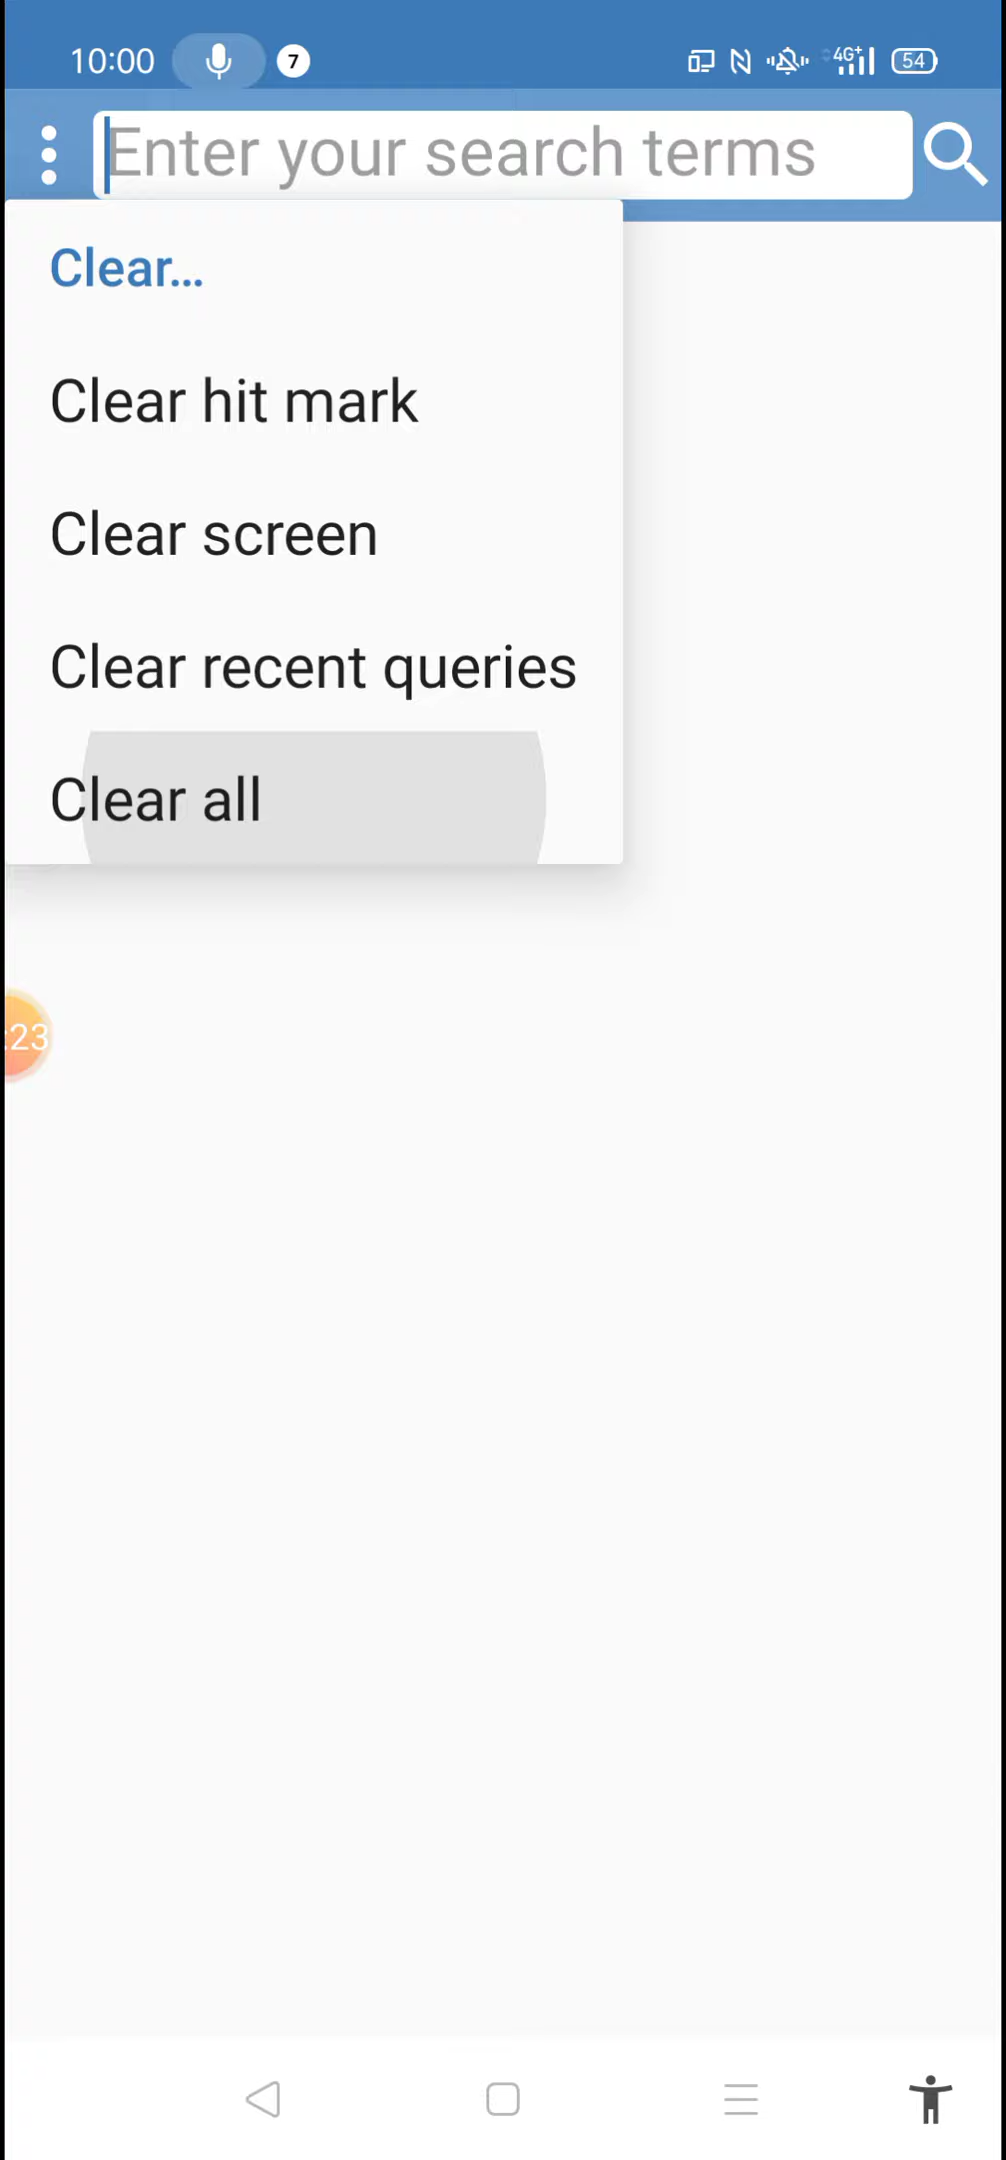 10:00 7 4G+ 54
Enter your search terms
Clear...
Clear hit mark
Clear screen
Clear recent queries
Clear all
:23